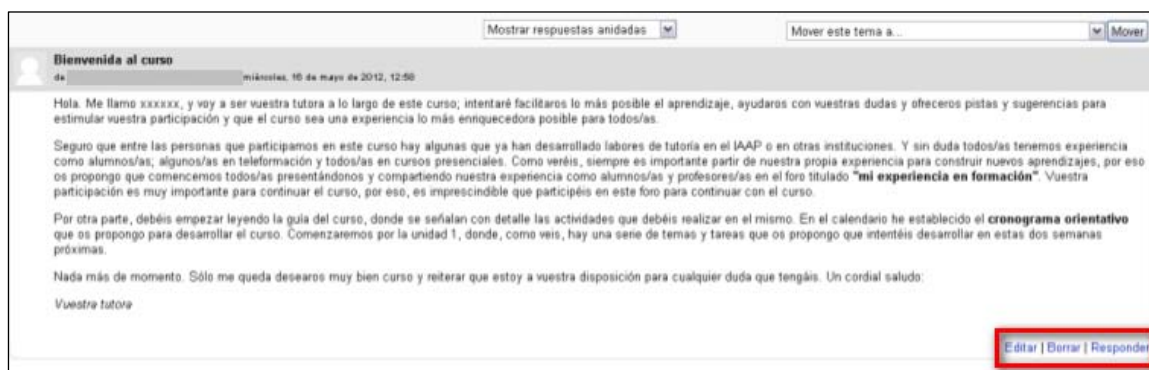 Mostrar respuestas anidadas
Mover este tema a...
Mover
Bienvenida al curso
de miércoles, 16 de mayo de 2012, 12:58
Hola. Me llamo xxxxxx, y voy a ser vuestra tutora a lo largo de este curso; intentaré facilitaros lo más posible el aprendizaje, ayudaros con vuestras dudas y ofreceros pistas y sugerencias para
estimular vuestra participación y que el curso sea una experiencia lo más enriquecedora posible para todos/as.
Seguro que entre las personas que participamos en este curso hay algunas que ya han desarrollado labores de tutoría en el IAAP o en otras instituciones. Y sin duda todos/as tenemos experiencia
como alumnos/as; algunos/as en teleformación y todos/as en cursos presenciales. Como veréis, siempre es importante partir de nuestra propia experiencia para construir nuevos aprendizajes, por eso
os propongo que comencemos todos/as presentándonos y compartiendo nuestra experiencia como alumnos/as y profesores/as en el foro titulado "mi experiencia en formación". Vuestra
participación es muy importante para continuar el curso, por eso, es imprescindible que participéis en este foro para continuar con el curso.
Por otra parte, debéis empezar leyendo la guía del curso, donde se señalan con detalle las actividades que debéis realizar en el mismo. En el calendario he establecido el cronograma orientativo
que os propongo para desarrollar el curso. Comenzaremos por la unidad 1, donde, como veis, hay una serie de temas y tareas que os propongo que intentéis desarrollar en estas dos semanas
próximas.
Nada más de momento. Sólo me queda desearos muy bien curso y reiterar que estoy a vuestra disposición para cualquier duda que tengáis. Un cordial saludo:
Vuestra tutora
Editar | Borrar | Responder